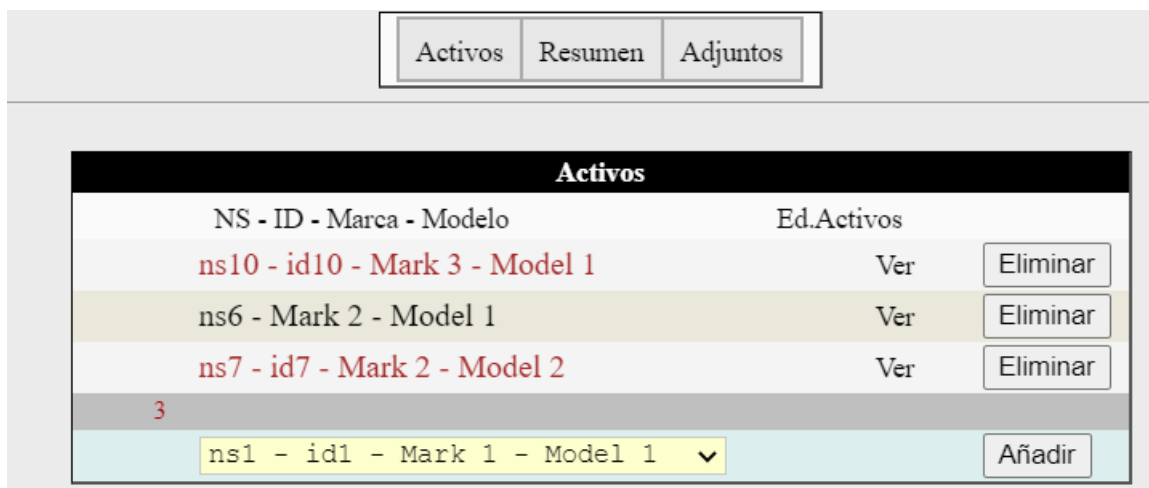 Activos Resumen Adjuntos
Activos
NS - ID - Marca - Modelo Ed.Activos
ns10 - id10 - Mark 3 - Model 1 Ver Eliminar
ns6 - Mark 2 - Model 1 Ver Eliminar
ns7 - id7 - Mark 2 - Model 2 Ver Eliminar
3
ns1 - id1 - Mark 1 - Model 1 Añadir